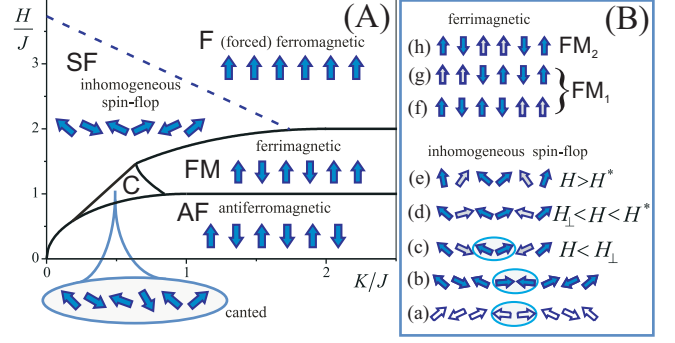 H
J
(A)
F (forced) ferromagnetic
3
SF
inhomogeneous
spin-flop
2
ferrimagnetic
FM
C
1
AF
antiferromagnetic
0
0
1
2
K/J
canted
(B)
ferrimagnetic
(h) FM2
(g)
} FM1
(f)
inhomogeneous spin-flop
(e) H>H*
(d) H⊥<H<H*
(c) H<H⊥
(b)
(a)